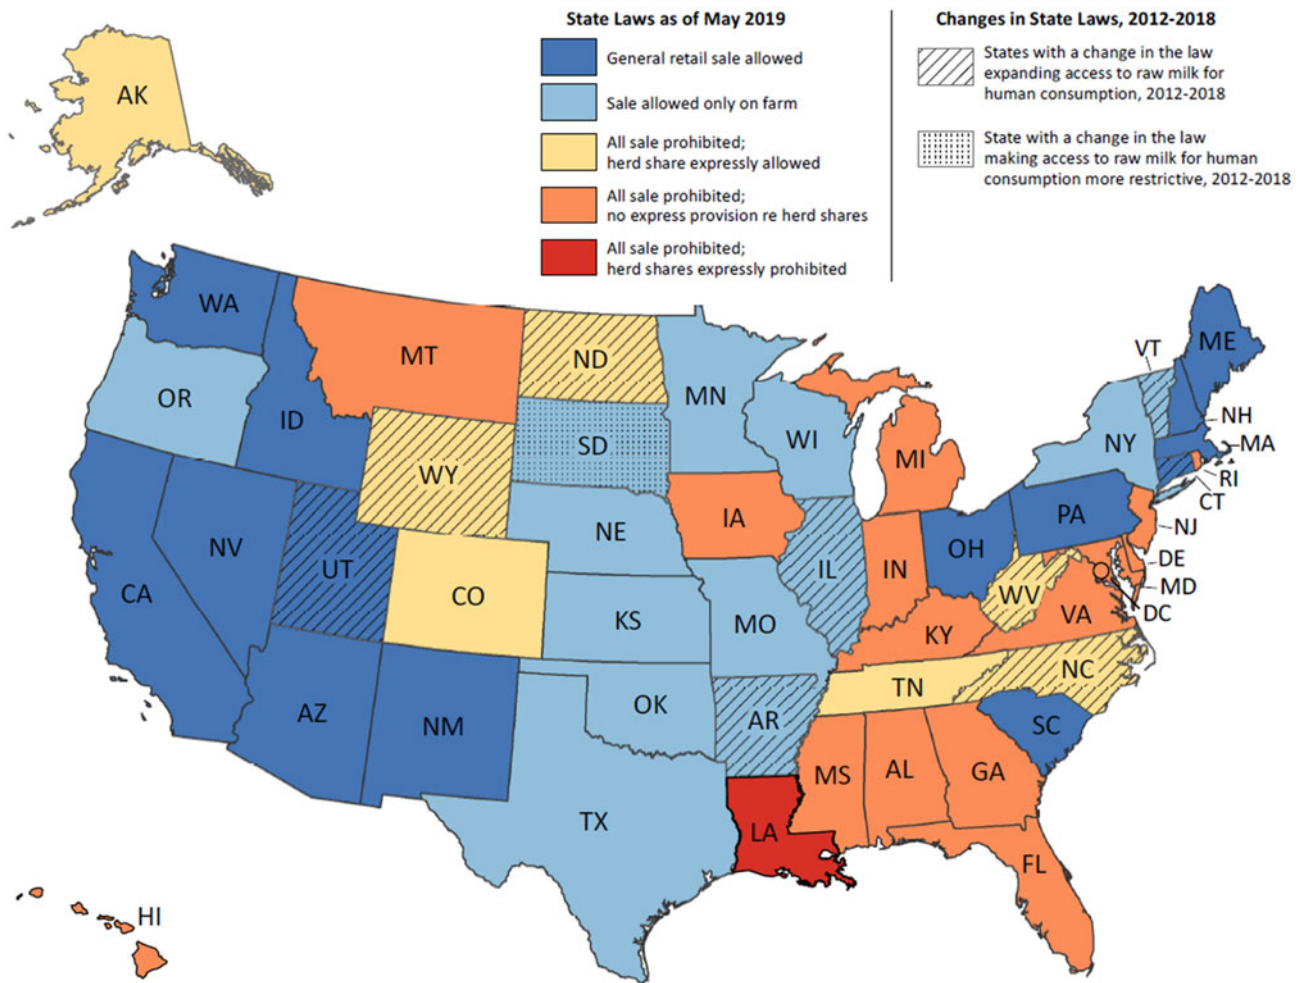 State Laws as of May 2019
General retail sale allowed
Sale allowed only on farm
All sale prohibited;
herd share expressly allowed
All sale prohibited;
no express provision re herd shares
All sale prohibited;
herd shares expressly prohibited
Changes in State Laws, 2012-2018
States with a change in the law
expanding access to raw milk for
human consumption, 2012-2018
State with a change in the law
making access to raw milk for human
consumption more restrictive, 2012-2018
AK
WA
MT
ND
MN
VT
ME
OR
ID
SD
WI
NY
NH
MA
WY
MI
RI
CT
NE
IA
PA
NJ
NV
UT
IL
IN
OH
DE
CA
CO
WV
MD
DC
KS
MO
KY
VA
TN
NC
AZ
NM
OK
AR
SC
MS
AL
GA
TX
LA
FL
HI